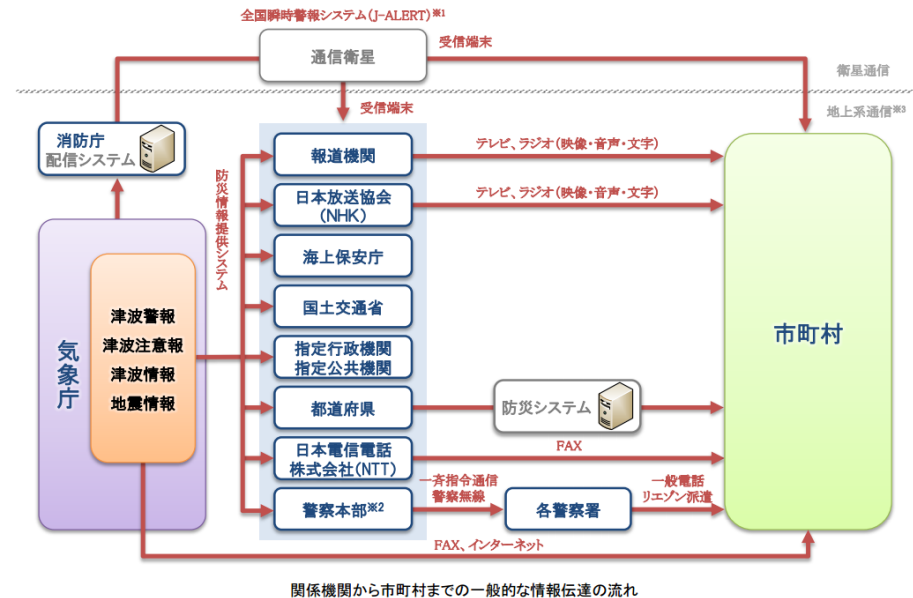 全国瞬時警報システム(J-ALERT)※1
通信衛星
受信端末
衛星通信
受信端末
地上系通信※3
消防庁
配信システム
防災情報提供システム
報道機関
テレビ、ラジオ(映像・音声・文字)
日本放送協会
(NHK)
テレビ、ラジオ(映像・音声・文字)
海上保安庁
国土交通省
気象庁
津波警報
津波注意報
津波情報
地震情報
指定行政機関
指定公共機関
市町村
都道府県
防災システム
日本電信電話
株式会社(NTT)
FAX
警察本部※2
一斉指令通信
警察無線
各警察署
一般電話
リエゾン派遣
FAX、インターネット
関係機関から市町村までの一般的な情報伝達の流れ